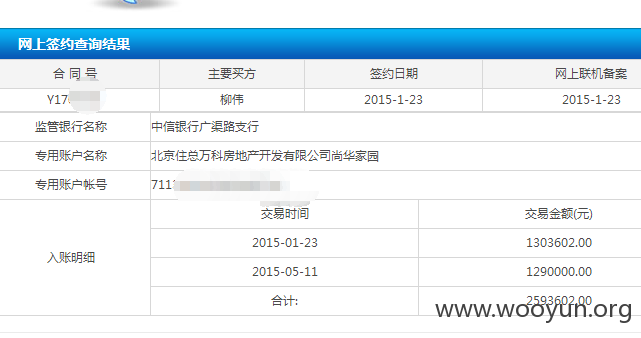 网上签约查询结果
合 同 号 主要买方 签约日期 网上联机备案
Y17 柳伟 2015-1-23 2015-1-23
监管银行名称 中信银行广渠路支行
专用账户名称 北京住总万科房地产开发有限公司尚华家园
专用账户帐号 711
交易时间 交易金额(元)
2015-01-23 1303602.00
入账明细
2015-05-11 1290000.00
合计: 2593602.00
www.wooyun.org